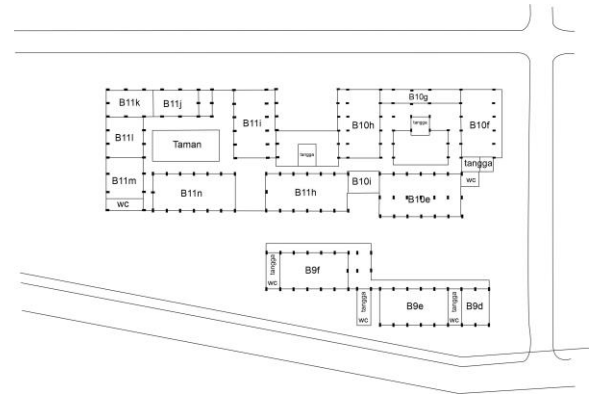 B11k
B11j
B11i
B10h
B10g
B10f
tangga
B11l
Taman
tangga
tangga
B11m
wc
B11n
B11h
B10i
B10e
wc
tangga
wc
B9f
tangga
wc
B9e
tangga
wc
B9d